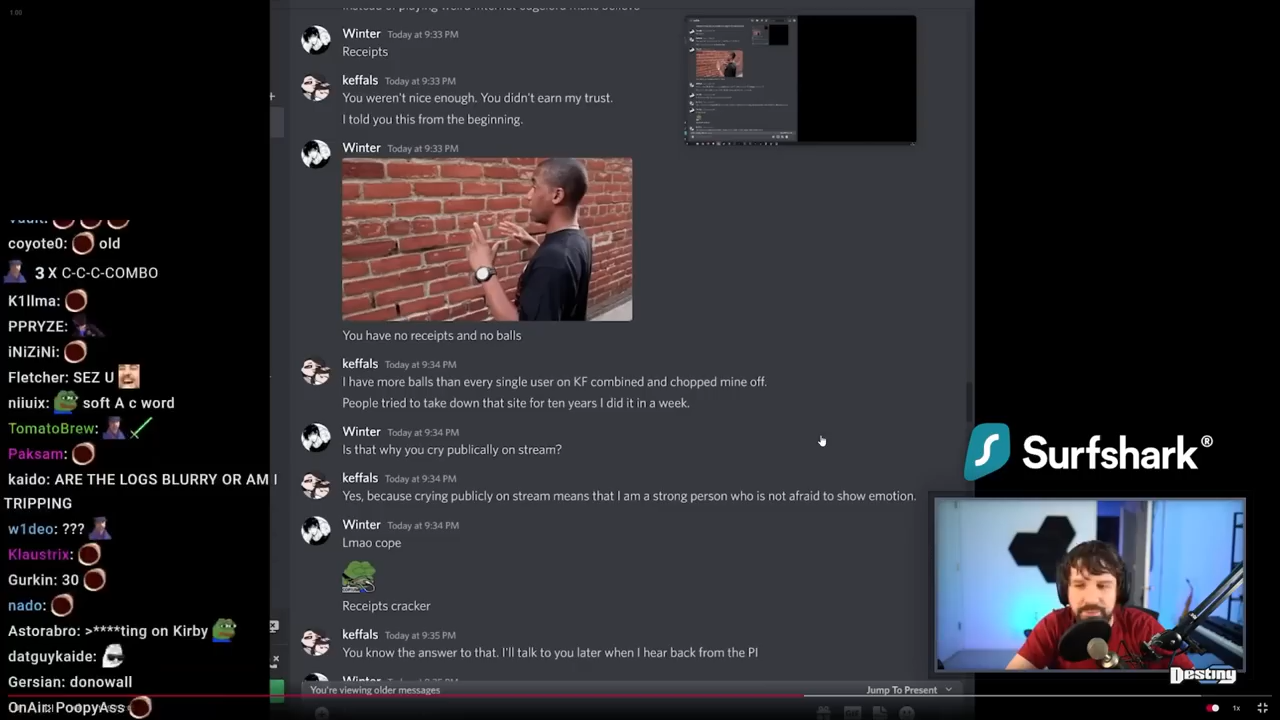 1:00
Winter Today at 9:33 PM
Receipts
keffals Today at 9:33 PM
You weren't nice enough. You didn't earn my trust.
I told you this from the beginning.
Winter Today at 9:33 PM
You have no receipts and no balls
keffals Today at 9:34 PM
I have more balls than every single user on KF combined and chopped mine off.
People tried to take down that site for ten years I did it in a week.
Winter Today at 9:34 PM
Is that why you cry publically on stream?
keffals Today at 9:34 PM
Yes, because crying publicly on stream means that I am a strong person who is not afraid to show emotion.
Winter Today at 9:34 PM
Lmao cope
Receipts cracker
keffals Today at 9:35 PM
You know the answer to that. I'll talk to you later when I hear back from the PI
You're viewing older messages
Jump To Present
coyote0: old
3 X C-C-C-COMBO
K1llma:
PPRYZE:
iNiZiNi:
Fletcher: SEZ U
niiuix: soft A c word
TomatoBrew:
Paksam:
kaido: ARE THE LOGS BLURRY OR AM I
TRIPPING
w1deo: ???
Klaustrix:
Gurkin: 30
nado:
Astorabro: >****ting on Kirby
datguykaide:
Gersian: donowall
OnAir PoopyAss
Surfshark®
Destiny
1x